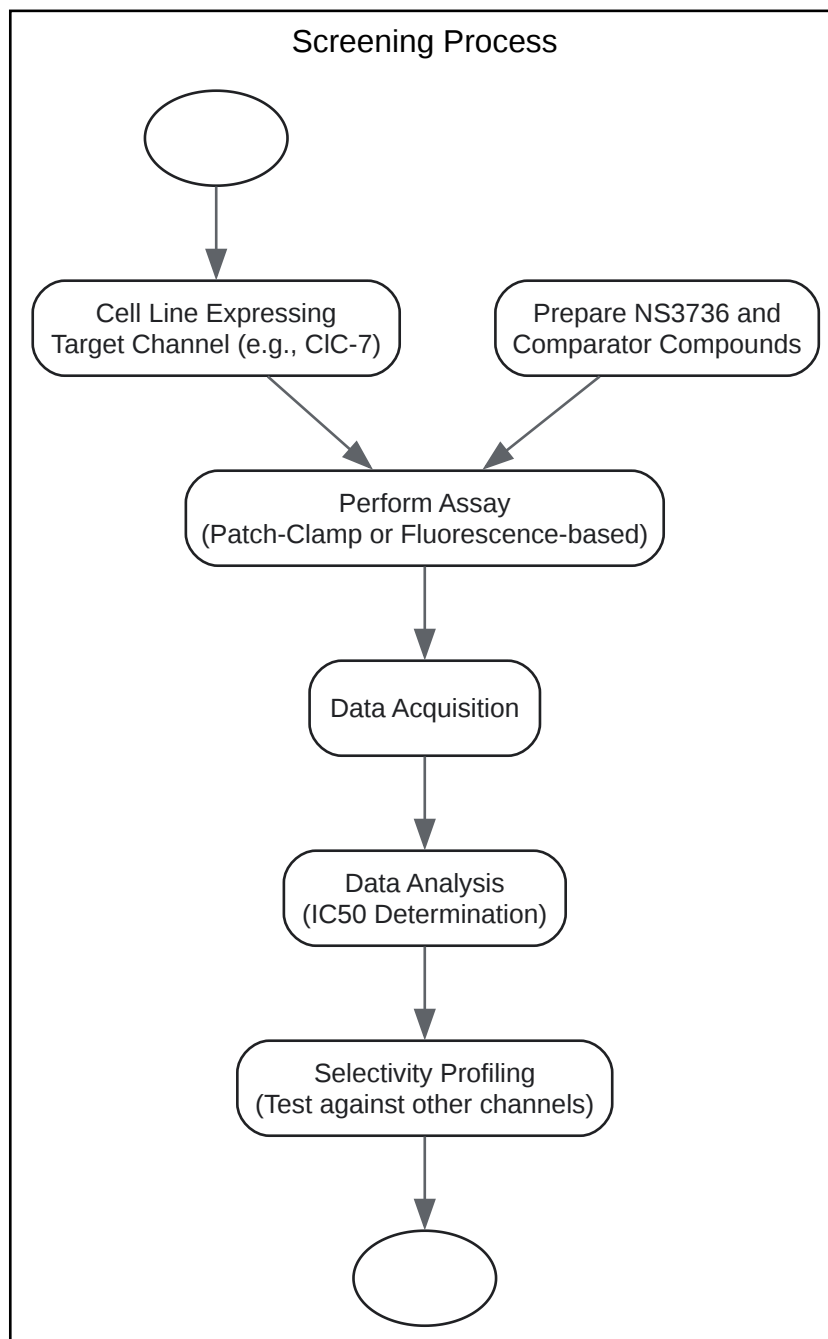 Screening Process
Cell Line Expressing
Target Channel (e.g., ClC-7)
Prepare NS3736 and
Comparator Compounds
Perform Assay
(Patch-Clamp or Fluorescence-based)
Data Acquisition
Data Analysis
(IC50 Determination)
Selectivity Profiling
(Test against other channels)